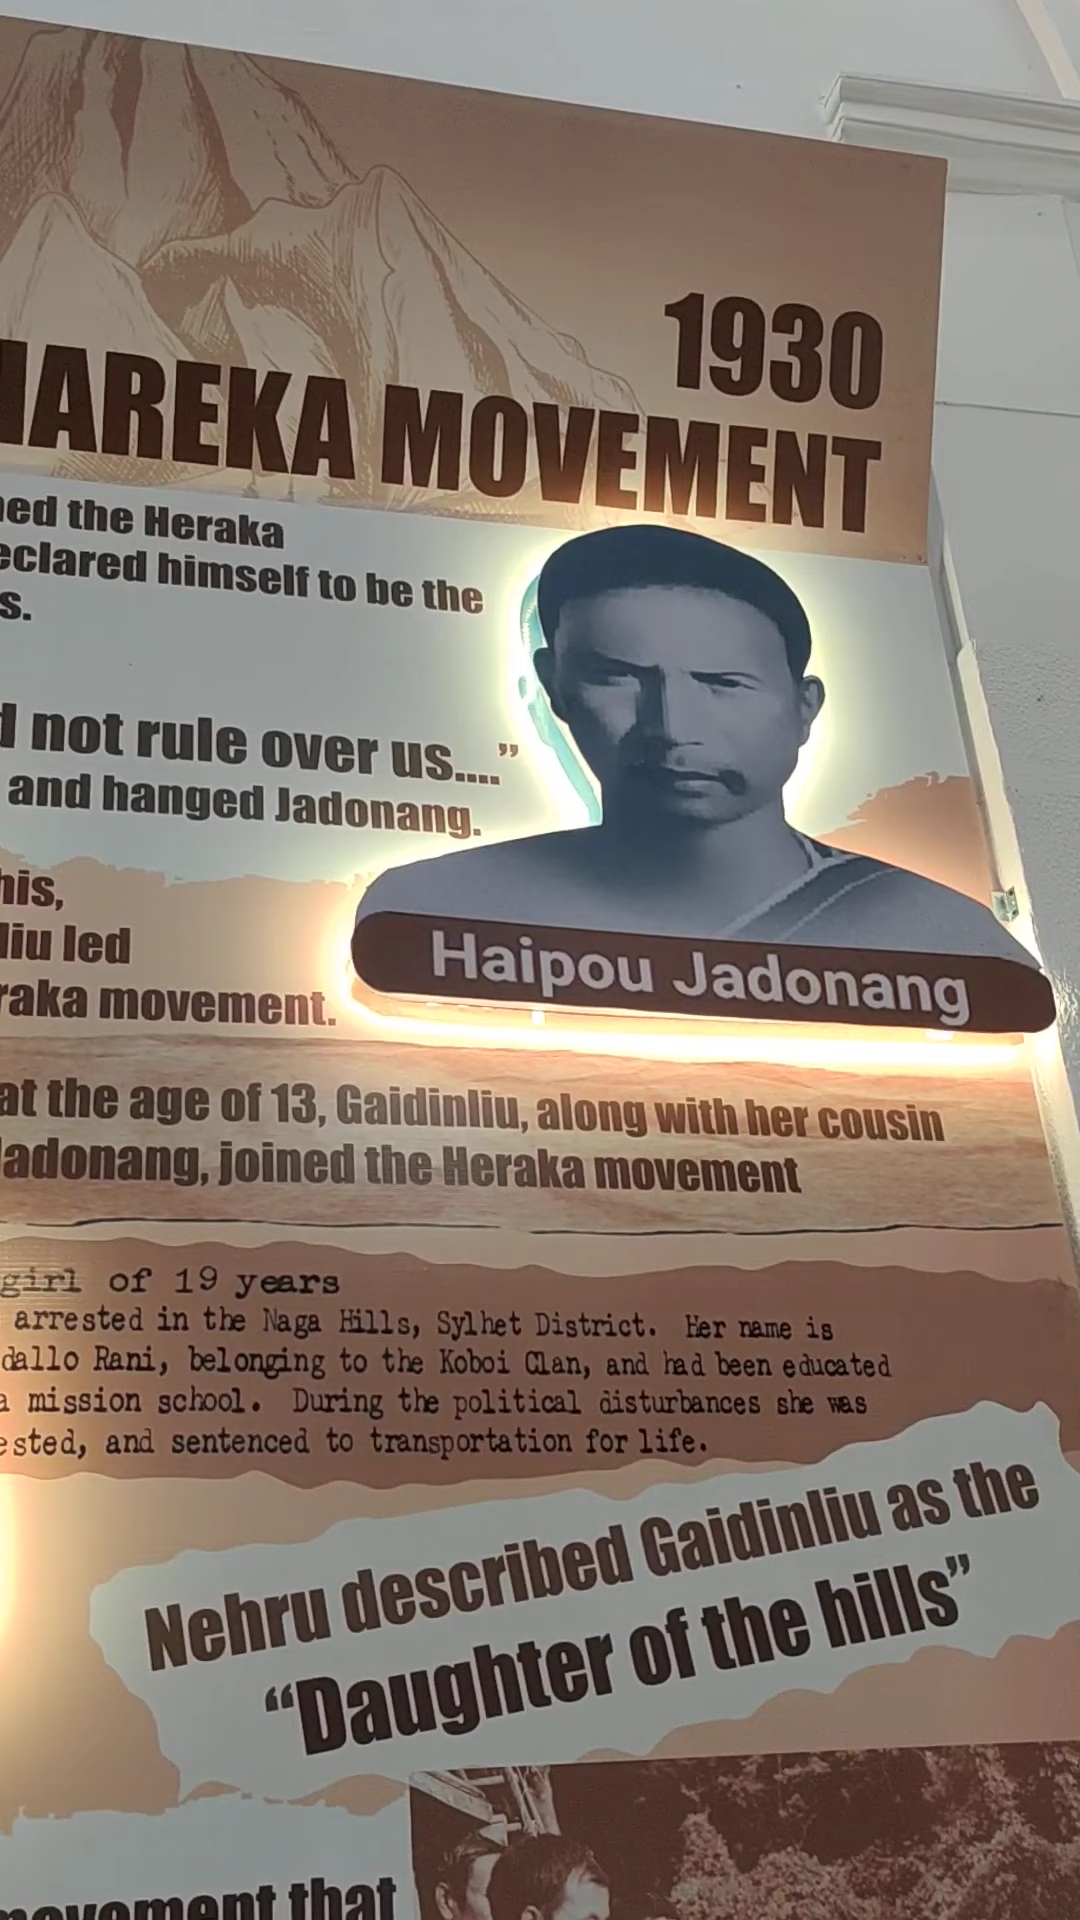 1930
HAREKA MOVEMENT
ed the Heraka
eclared himself to be the
s.
d not rule over us....”
and hanged Jadonang.
his,
liu led
raka movement.
Haipou Jadonang
at the age of 13, Gaidinliu, along with her cousin
Jadonang, joined the Heraka movement
girl of 19 years
arrested in the Naga Hills, Sylhet District. Her name is
dallo Rani, belonging to the Koboi Clan, and had been educated
a mission school. During the political disturbances she was
ested, and sentenced to transportation for life.
Nehru described Gaidinliu as the
“Daughter of the hills”
movement that